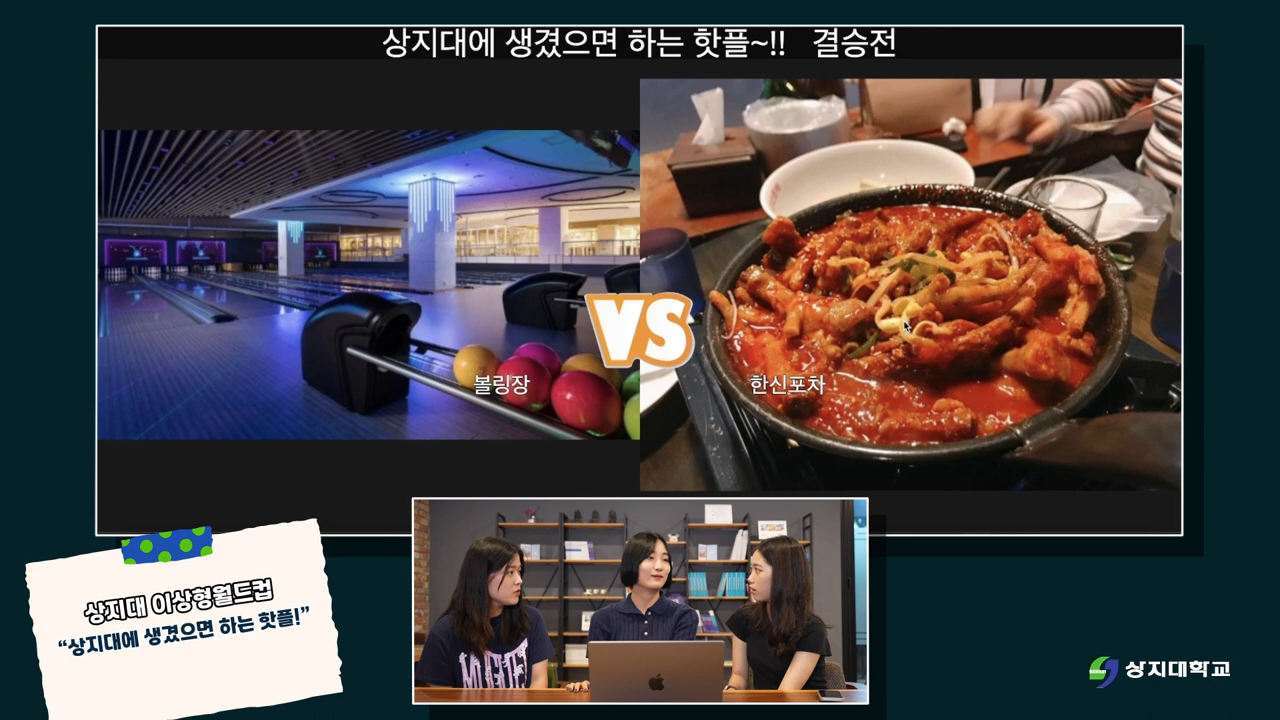 상지대에 생겼으면 하는 핫플~!! 결승전
VS
볼링장
한신포차
상지대 이상형월드컵
“상지대에 생겼으면 하는 핫플!”
상지대학교